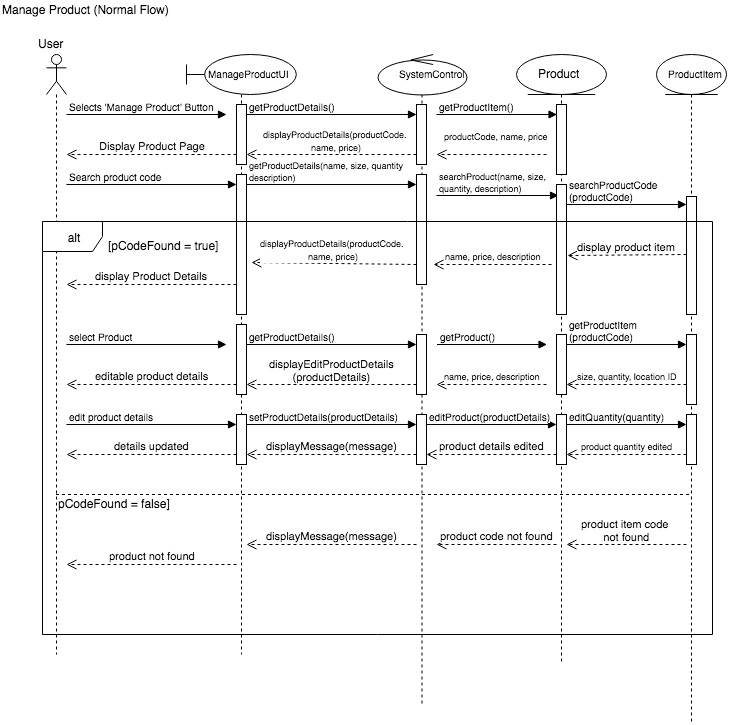 Manage Product (Normal Flow)
User
ManageProductUI
SystemControl
Product
ProductItem
Selects 'Manage Product' Button
getProductDetails()
getProductItem()
Display Product Page
displayProductDetails(productCode.
name, price)
productCode, name, price
Search product code
getProductDetails(name, size, quantity
description)
searchProduct(name, size,
quantity, description)
searchProductCode
(productCode)
alt
[pCodeFound = true]
displayProductDetails(productCode.
name, price)
name, price, description
display product item
display Product Details
select Product
getProductDetails()
getProduct()
getProductItem
(productCode)
editable product details
displayEditProductDetails
(productDetails)
name, price, description
size, quantity, location ID
edit product details
setProductDetails(productDetails)
editProduct(productDetails)
editQuantity(quantity)
details updated
displayMessage(message)
product details edited
product quantity edited
pCodeFound = false]
displayMessage(message)
product code not found
product item code
not found
product not found